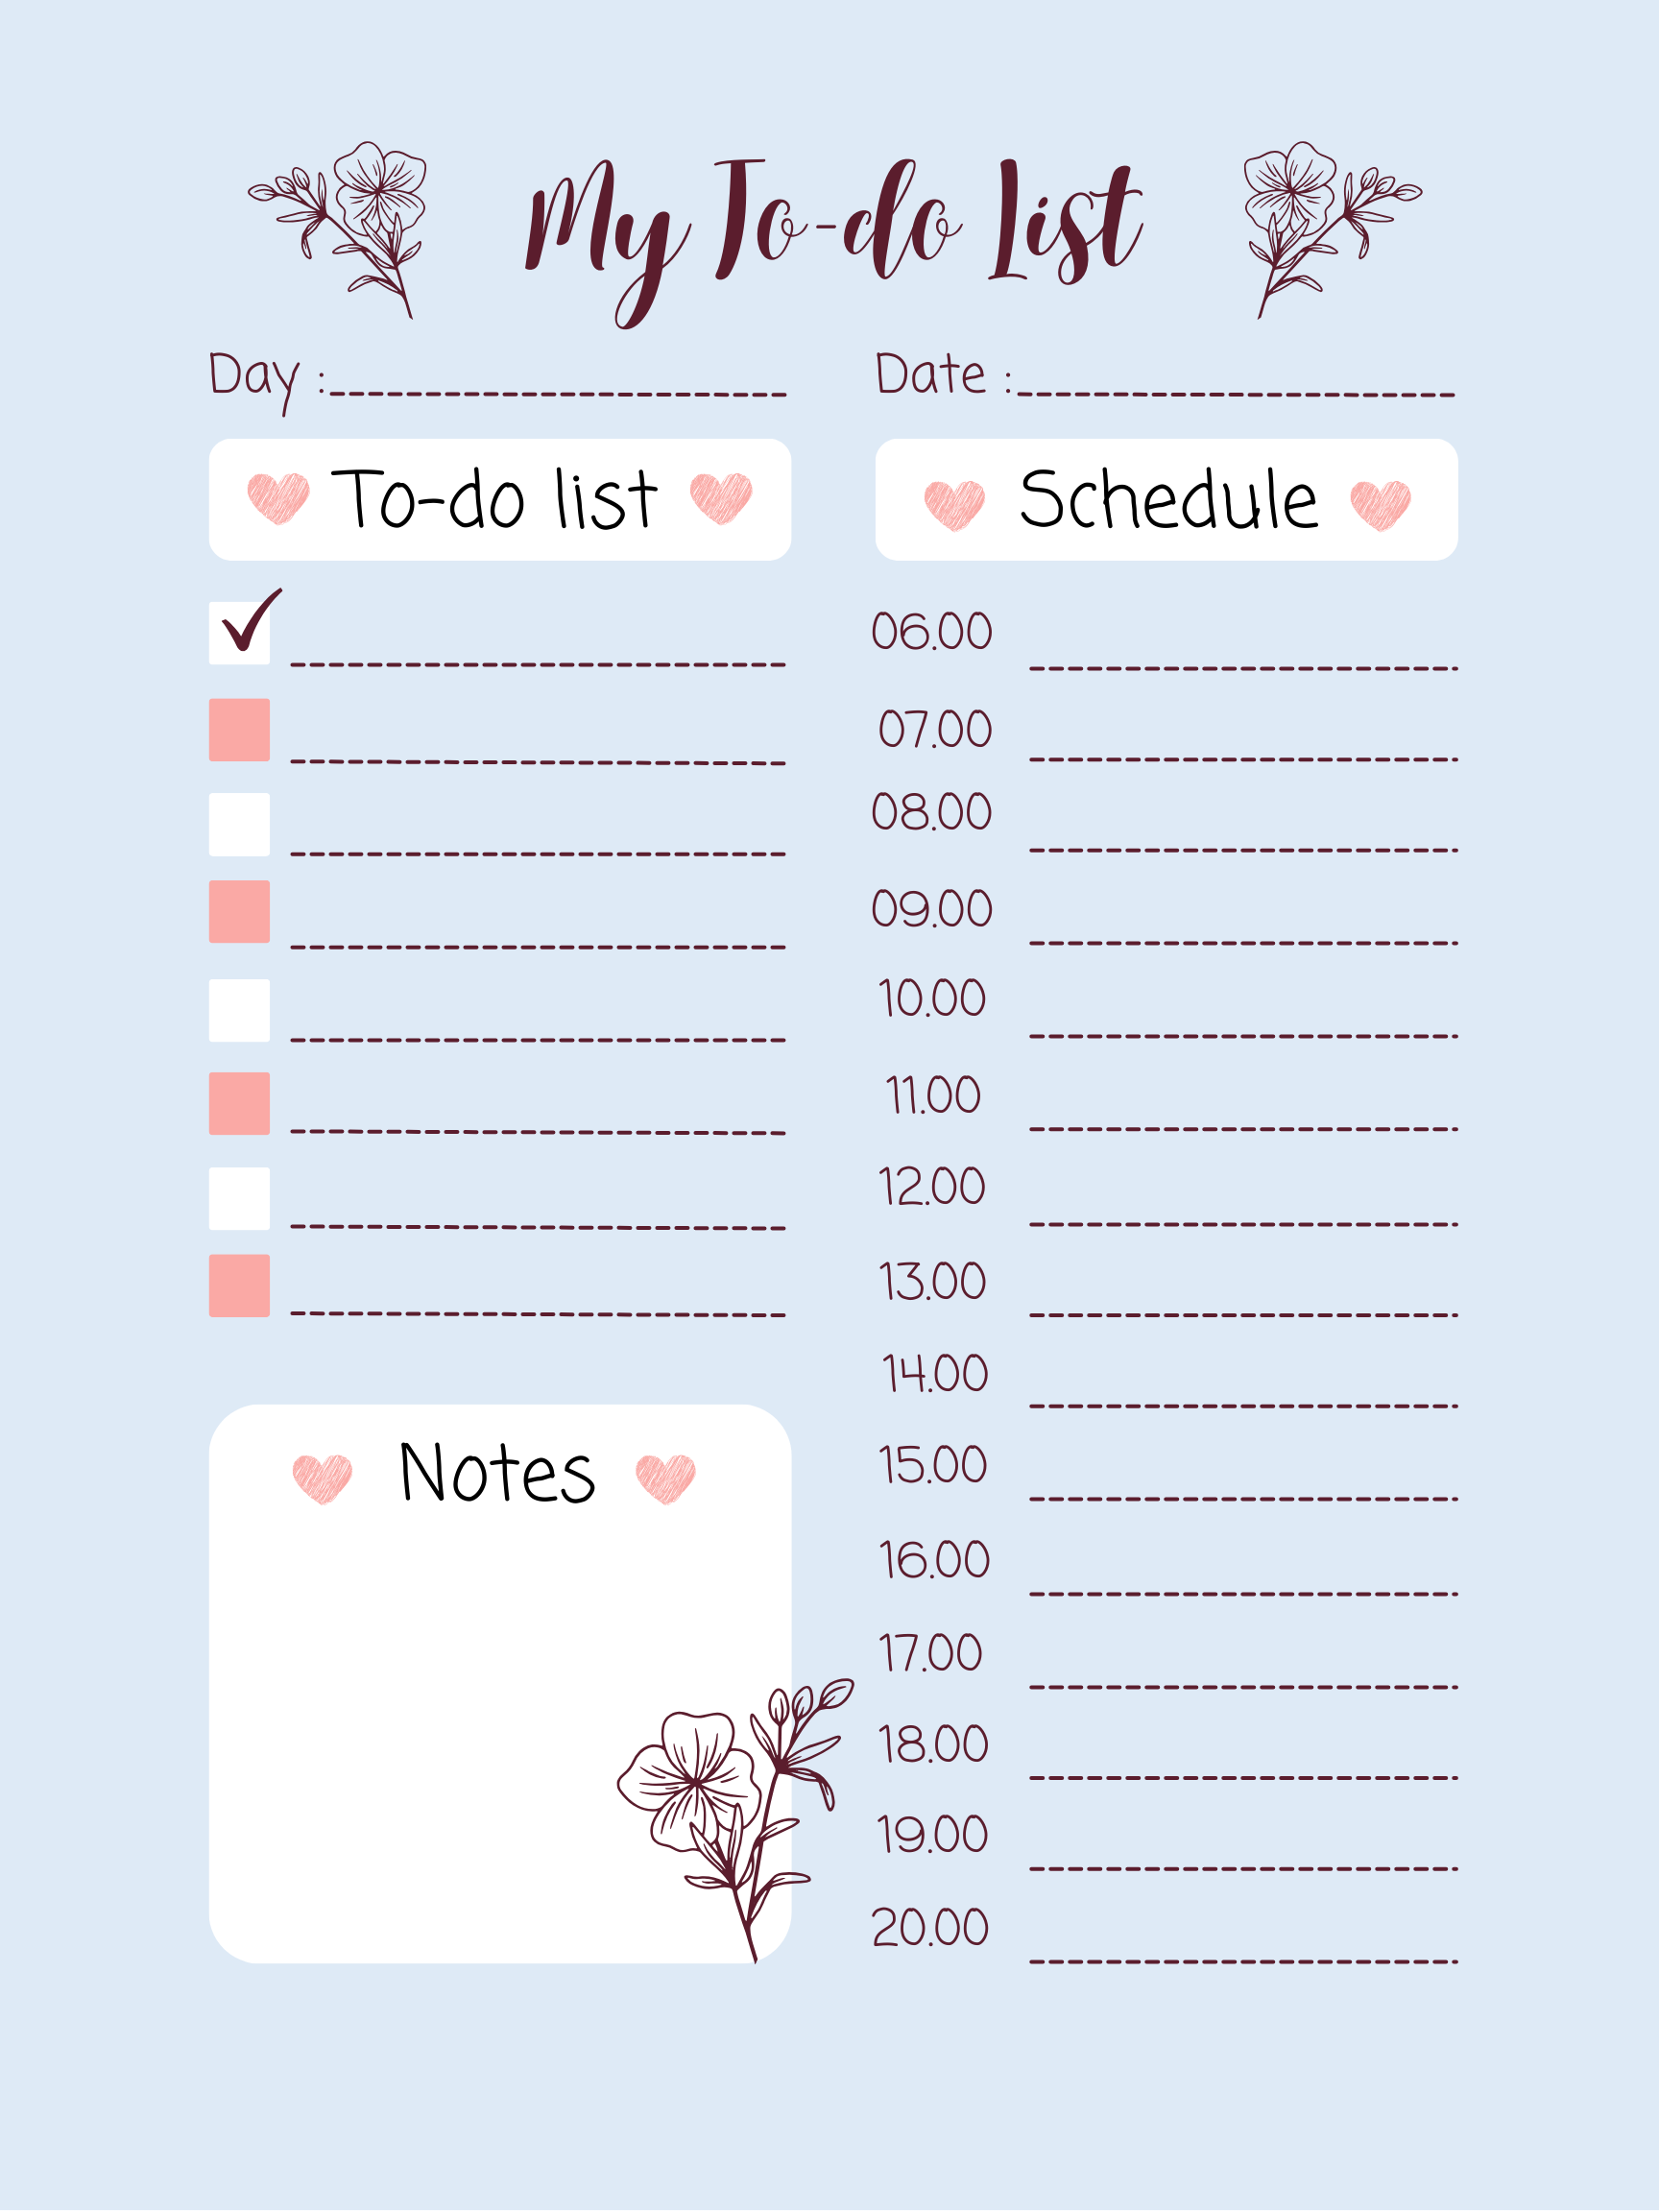 My To-do List
Day :
Date :
To-do list
Schedule
06.00
07.00
08.00
09.00
10.00
11.00
12.00
13.00
14.00
15.00
16.00
17.00
18.00
19.00
20.00
Notes